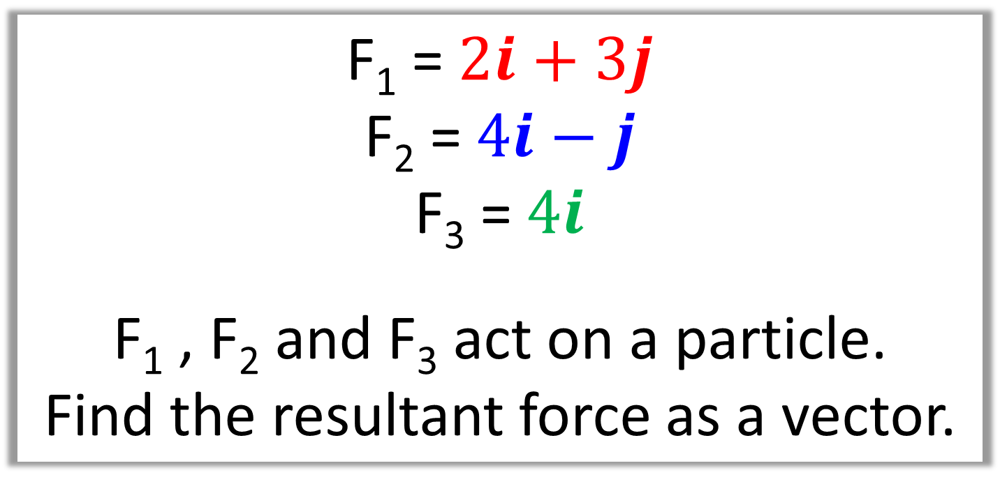 F₁ = 2i + 3j
F₂ = 4i − j
F₃ = 4i
F₁ , F₂ and F₃ act on a particle.
Find the resultant force as a vector.